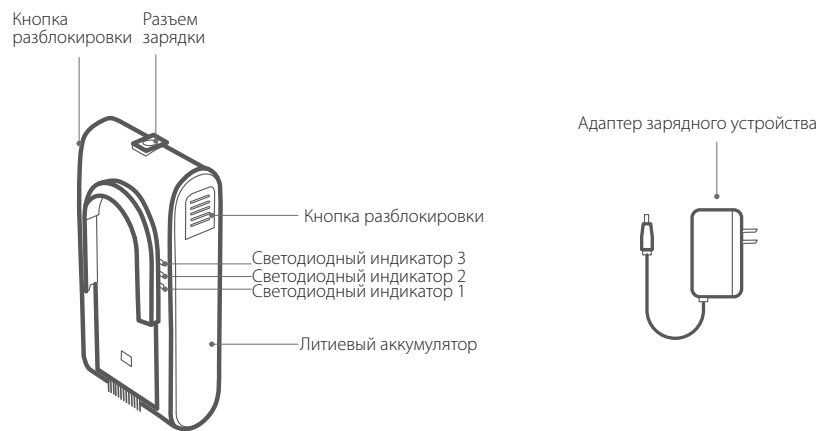 Кнопка
разблокировки
Разъем
зарядки
Адаптер зарядного устройства
Кнопка разблокировки
Светодиодный индикатор 3
Светодиодный индикатор 2
Светодиодный индикатор 1
Литиевый аккумулятор